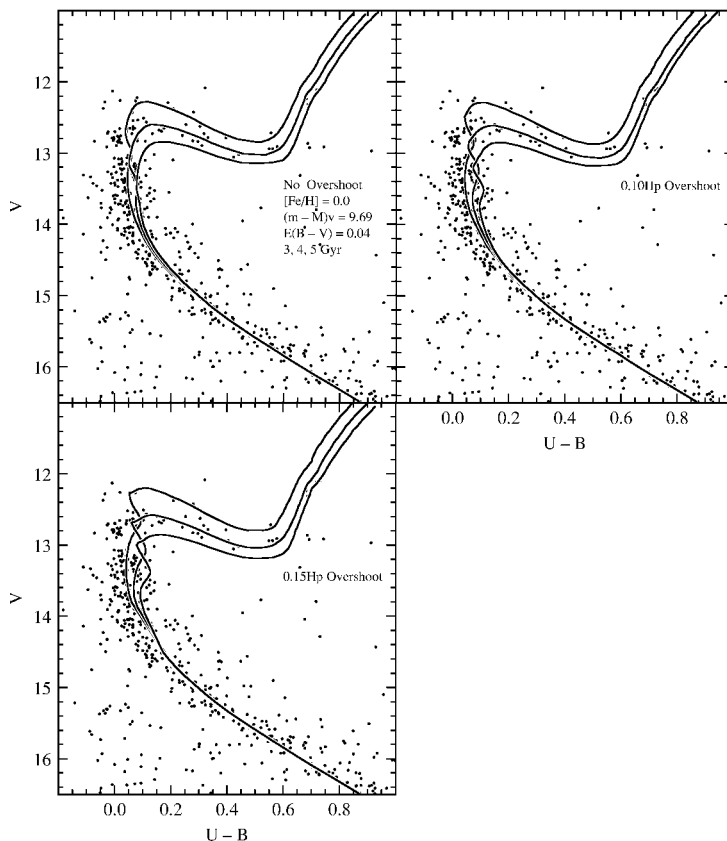 12
13
14
15
16
V
No Overshoot
[Fe/H] = 0.0
(m − M)v = 9.69
E(B − V) = 0.04
3, 4, 5 Gyr
0.10Hp Overshoot
0.0 0.2 0.4 0.6 0.8
U − B
12
13
14
15
16
V
0.15Hp Overshoot
0.0 0.2 0.4 0.6 0.8
U − B